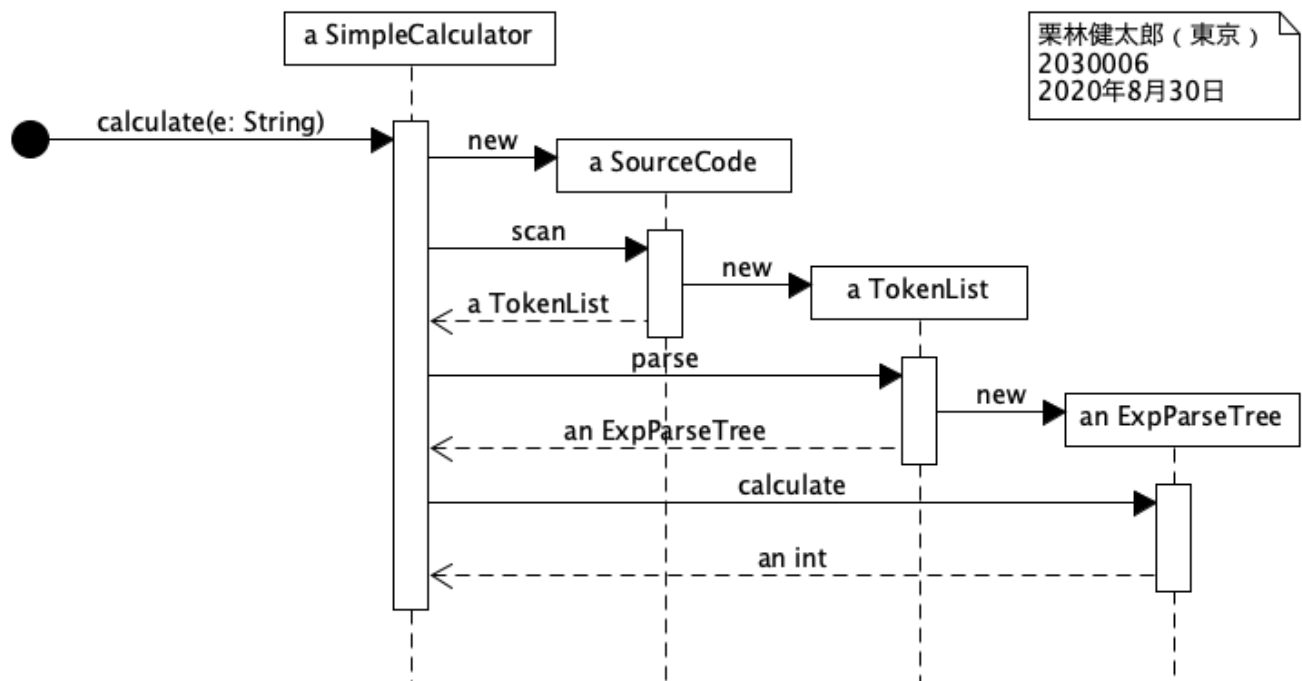 a SimpleCalculator
栗林健太郎（東京）
2030006
2020年8月30日
calculate(e: String)
new
a SourceCode
scan
new
a TokenList
a TokenList
parse
new
an ExpParseTree
an ExpParseTree
calculate
an int